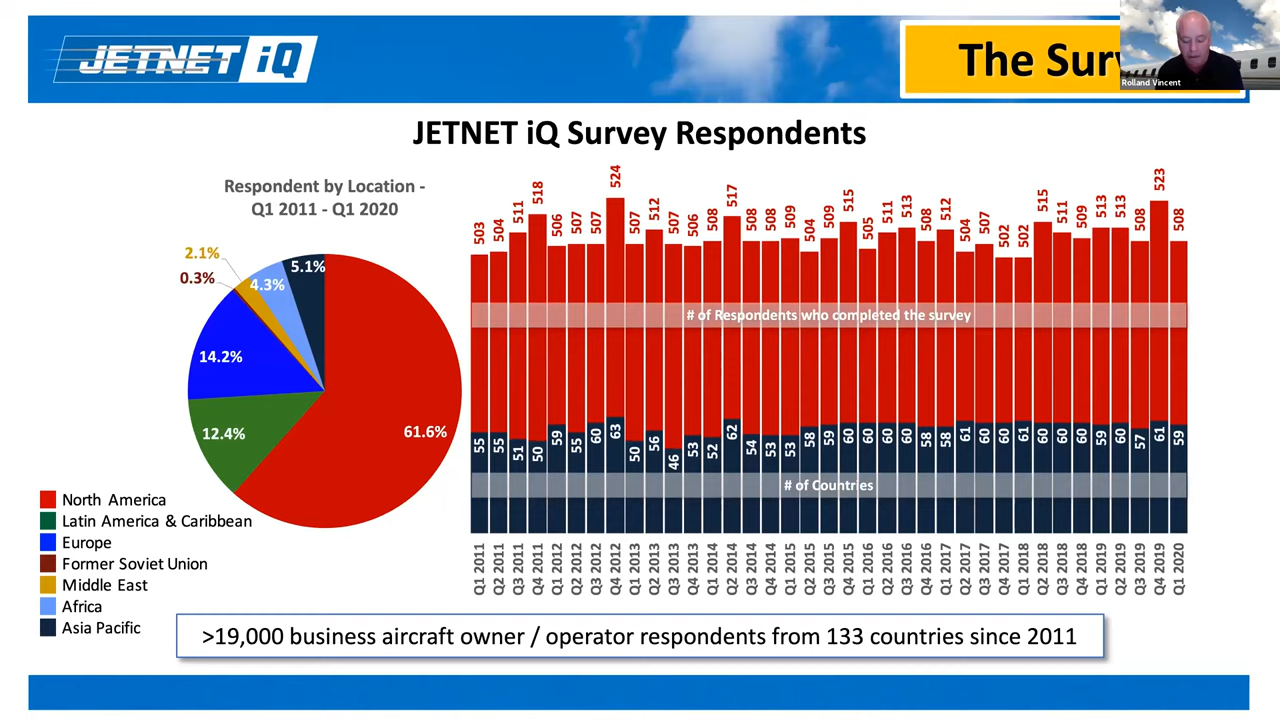 JETNET iQ
The Surv
Rolland Vincent
JETNET iQ Survey Respondents
Respondent by Location -
Q1 2011 - Q1 2020
2.1%
0.3%
4.3%
5.1%
14.2%
12.4%
61.6%
North America
Latin America & Caribbean
Europe
Former Soviet Union
Middle East
Africa
Asia Pacific
503 504 511 518 506 507 507 524 507 512 507 506 508 517 508 508 509 504 509 515 505 511 513 508 512 504 507 502 502 515 511 509 513 513 508 523 508
# of Respondents who completed the survey
55 55 51 50 59 55 60 63 50 56 46 53 52 62 54 53 53 58 59 60 60 60 60 58 58 61 60 60 61 60 60 60 59 60 57 61 59
# of Countries
Q1 2011 Q2 2011 Q3 2011 Q4 2011 Q1 2012 Q2 2012 Q3 2012 Q4 2012 Q1 2013 Q2 2013 Q3 2013 Q4 2013 Q1 2014 Q2 2014 Q3 2014 Q4 2014 Q1 2015 Q2 2015 Q3 2015 Q4 2015 Q1 2016 Q2 2016 Q3 2016 Q4 2016 Q1 2017 Q2 2017 Q3 2017 Q4 2017 Q1 2018 Q2 2018 Q3 2018 Q4 2018 Q1 2019 Q2 2019 Q3 2019 Q4 2019 Q1 2020
>19,000 business aircraft owner / operator respondents from 133 countries since 2011